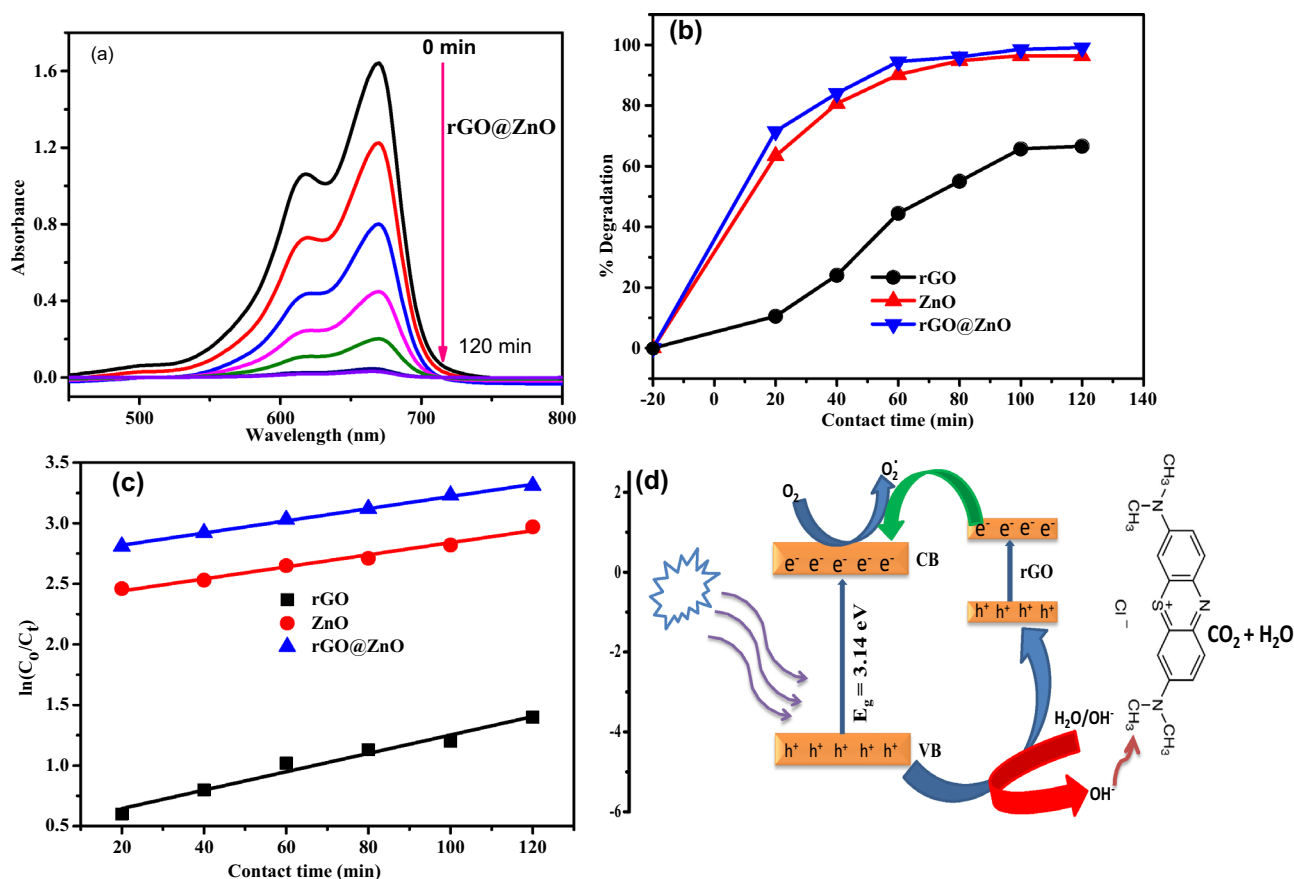 (a)
0 min
rGO@ZnO
120 min
Absorbance
1.6
1.2
0.8
0.4
0.0
500 600 700 800
Wavelength (nm)
(b)
% Degradation
100
80
60
40
20
0
rGO
ZnO
rGO@ZnO
-20 0 20 40 60 80 100 120 140
Contact time (min)
(c)
ln(C₀/Cₜ)
3.5
3.0
2.5
2.0
1.5
1.0
0.5
rGO
ZnO
rGO@ZnO
20 40 60 80 100 120
Contact time (min)
(d)
2
0
-2
-4
-6
O₂
O₂˙
e⁻ e⁻ e⁻ e⁻ e⁻
CB
E_g = 3.14 eV
h⁺ h⁺ h⁺ h⁺ h⁺
VB
e⁻ e⁻ e⁻ e⁻
rGO
h⁺ h⁺ h⁺ h⁺
H₂O/OH⁻
OH⁻
CH₃
N
CH₃
S⁺
N
Cl⁻
CO₂ + H₂O
N
CH₃
CH₃